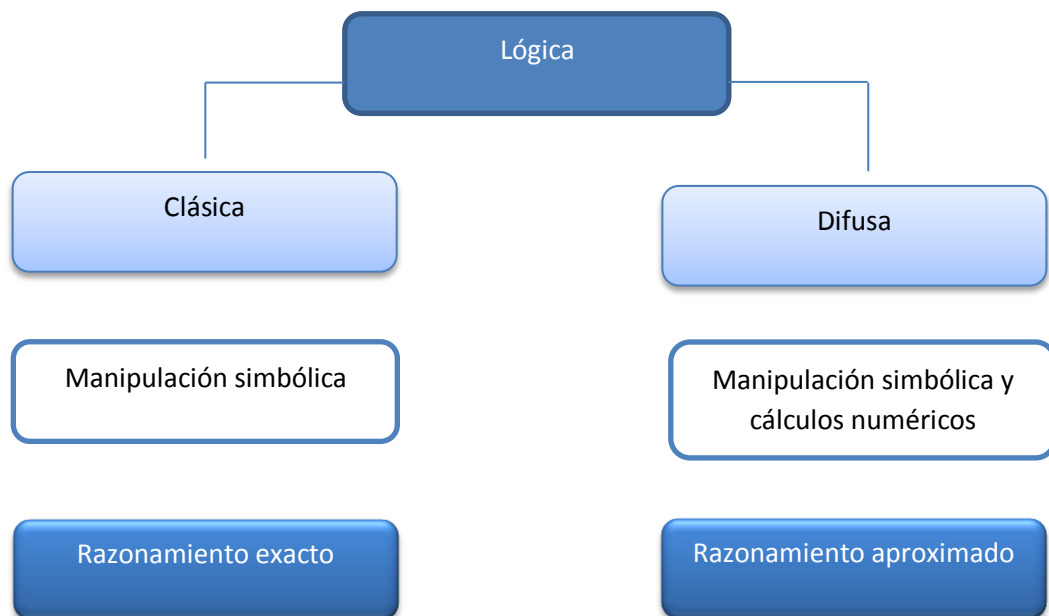 Lógica
Clásica
Difusa
Manipulación simbólica
Manipulación simbólica y
cálculos numéricos
Razonamiento exacto
Razonamiento aproximado